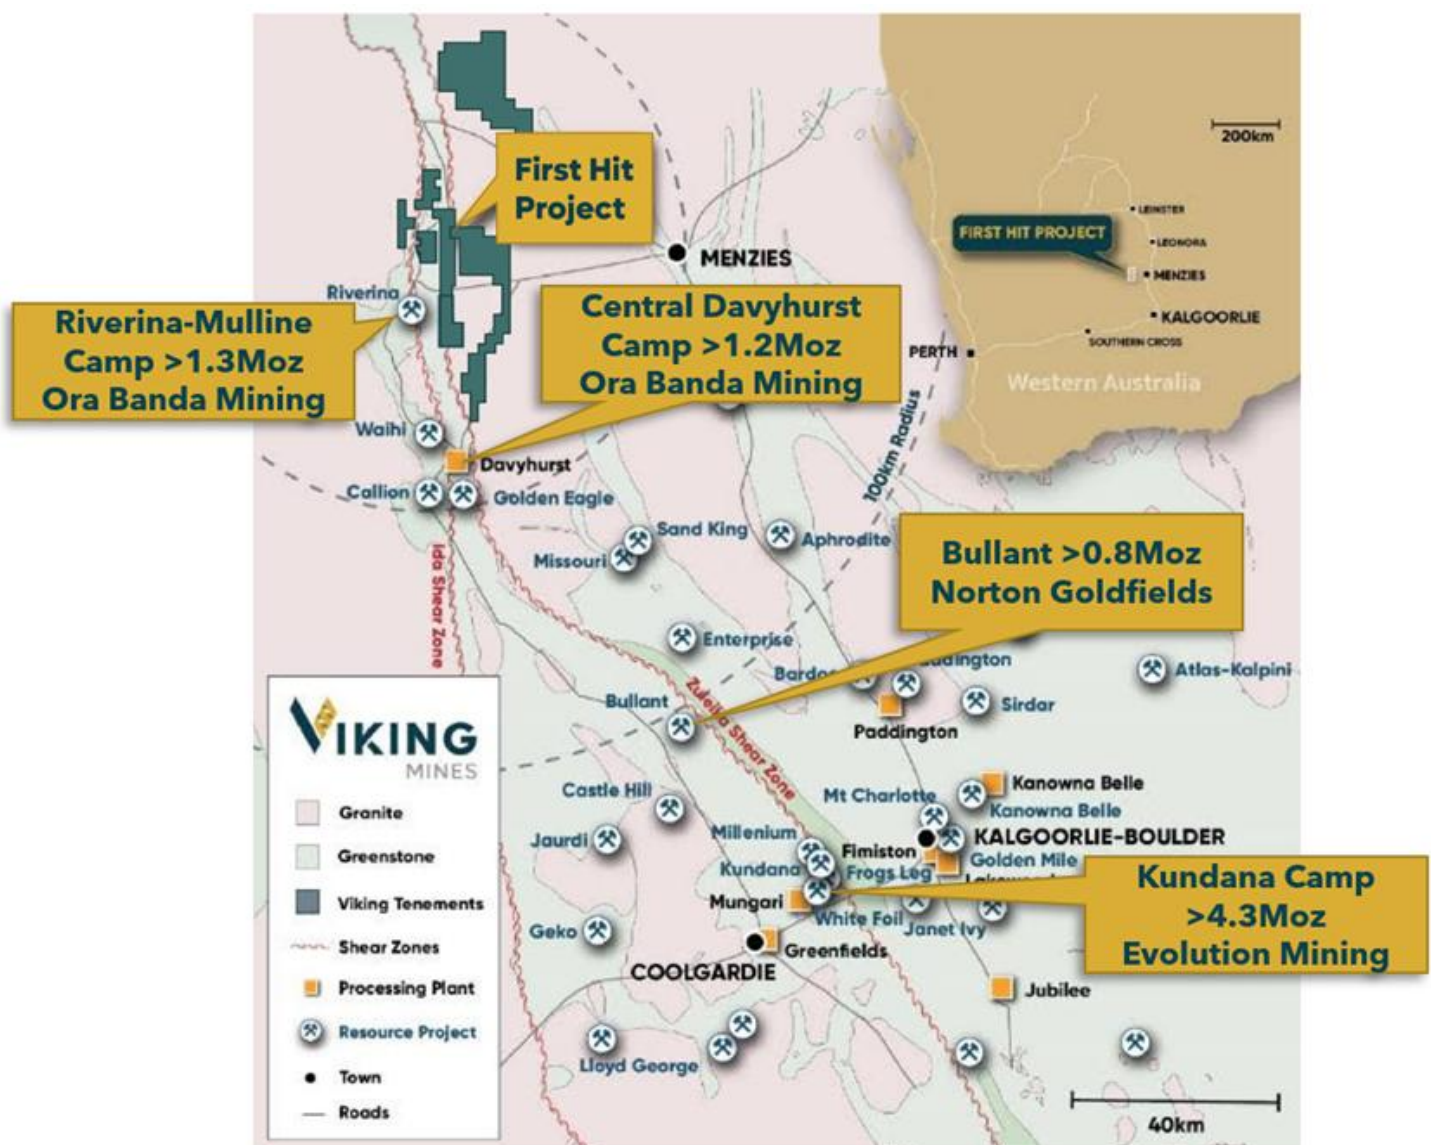 200km
First Hit
Project
LEINSTER
FIRST HIT PROJECT
LEONORA
MENZIES
MENZIES
Riverina
KALGOORLIE
SOUTHERN CROSS
PERTH
Western Australia
Riverina-Mulline
Camp >1.3Moz
Ora Banda Mining
Central Davyhurst
Camp >1.2Moz
Ora Banda Mining
100km Radius
Waihi
Davyhurst
Callion
Golden Eagle
Sand King
Aphrodite
Missouri
Ida Shear Zone
Bullant >0.8Moz
Norton Goldfields
Enterprise
Atlas-Kalpini
Bullant
Zuleika Shear Zone
Sirdar
Paddington
VIKING
MINES
Granite
Greenstone
Viking Tenements
Shear Zones
Processing Plant
Resource Project
Town
Roads
Kanowna Belle
Castle Hill
Mt Charlotte
Kanowna Belle
Jaurdi
Millenium
KALGOORLIE-BOULDER
Fimiston
Golden Mile
Kundana
Frogs Leg
Mungari
White Foil
Janet Ivy
Kundana Camp
>4.3Moz
Evolution Mining
Geko
Greenfields
COOLGARDIE
Jubilee
Lloyd George
40km